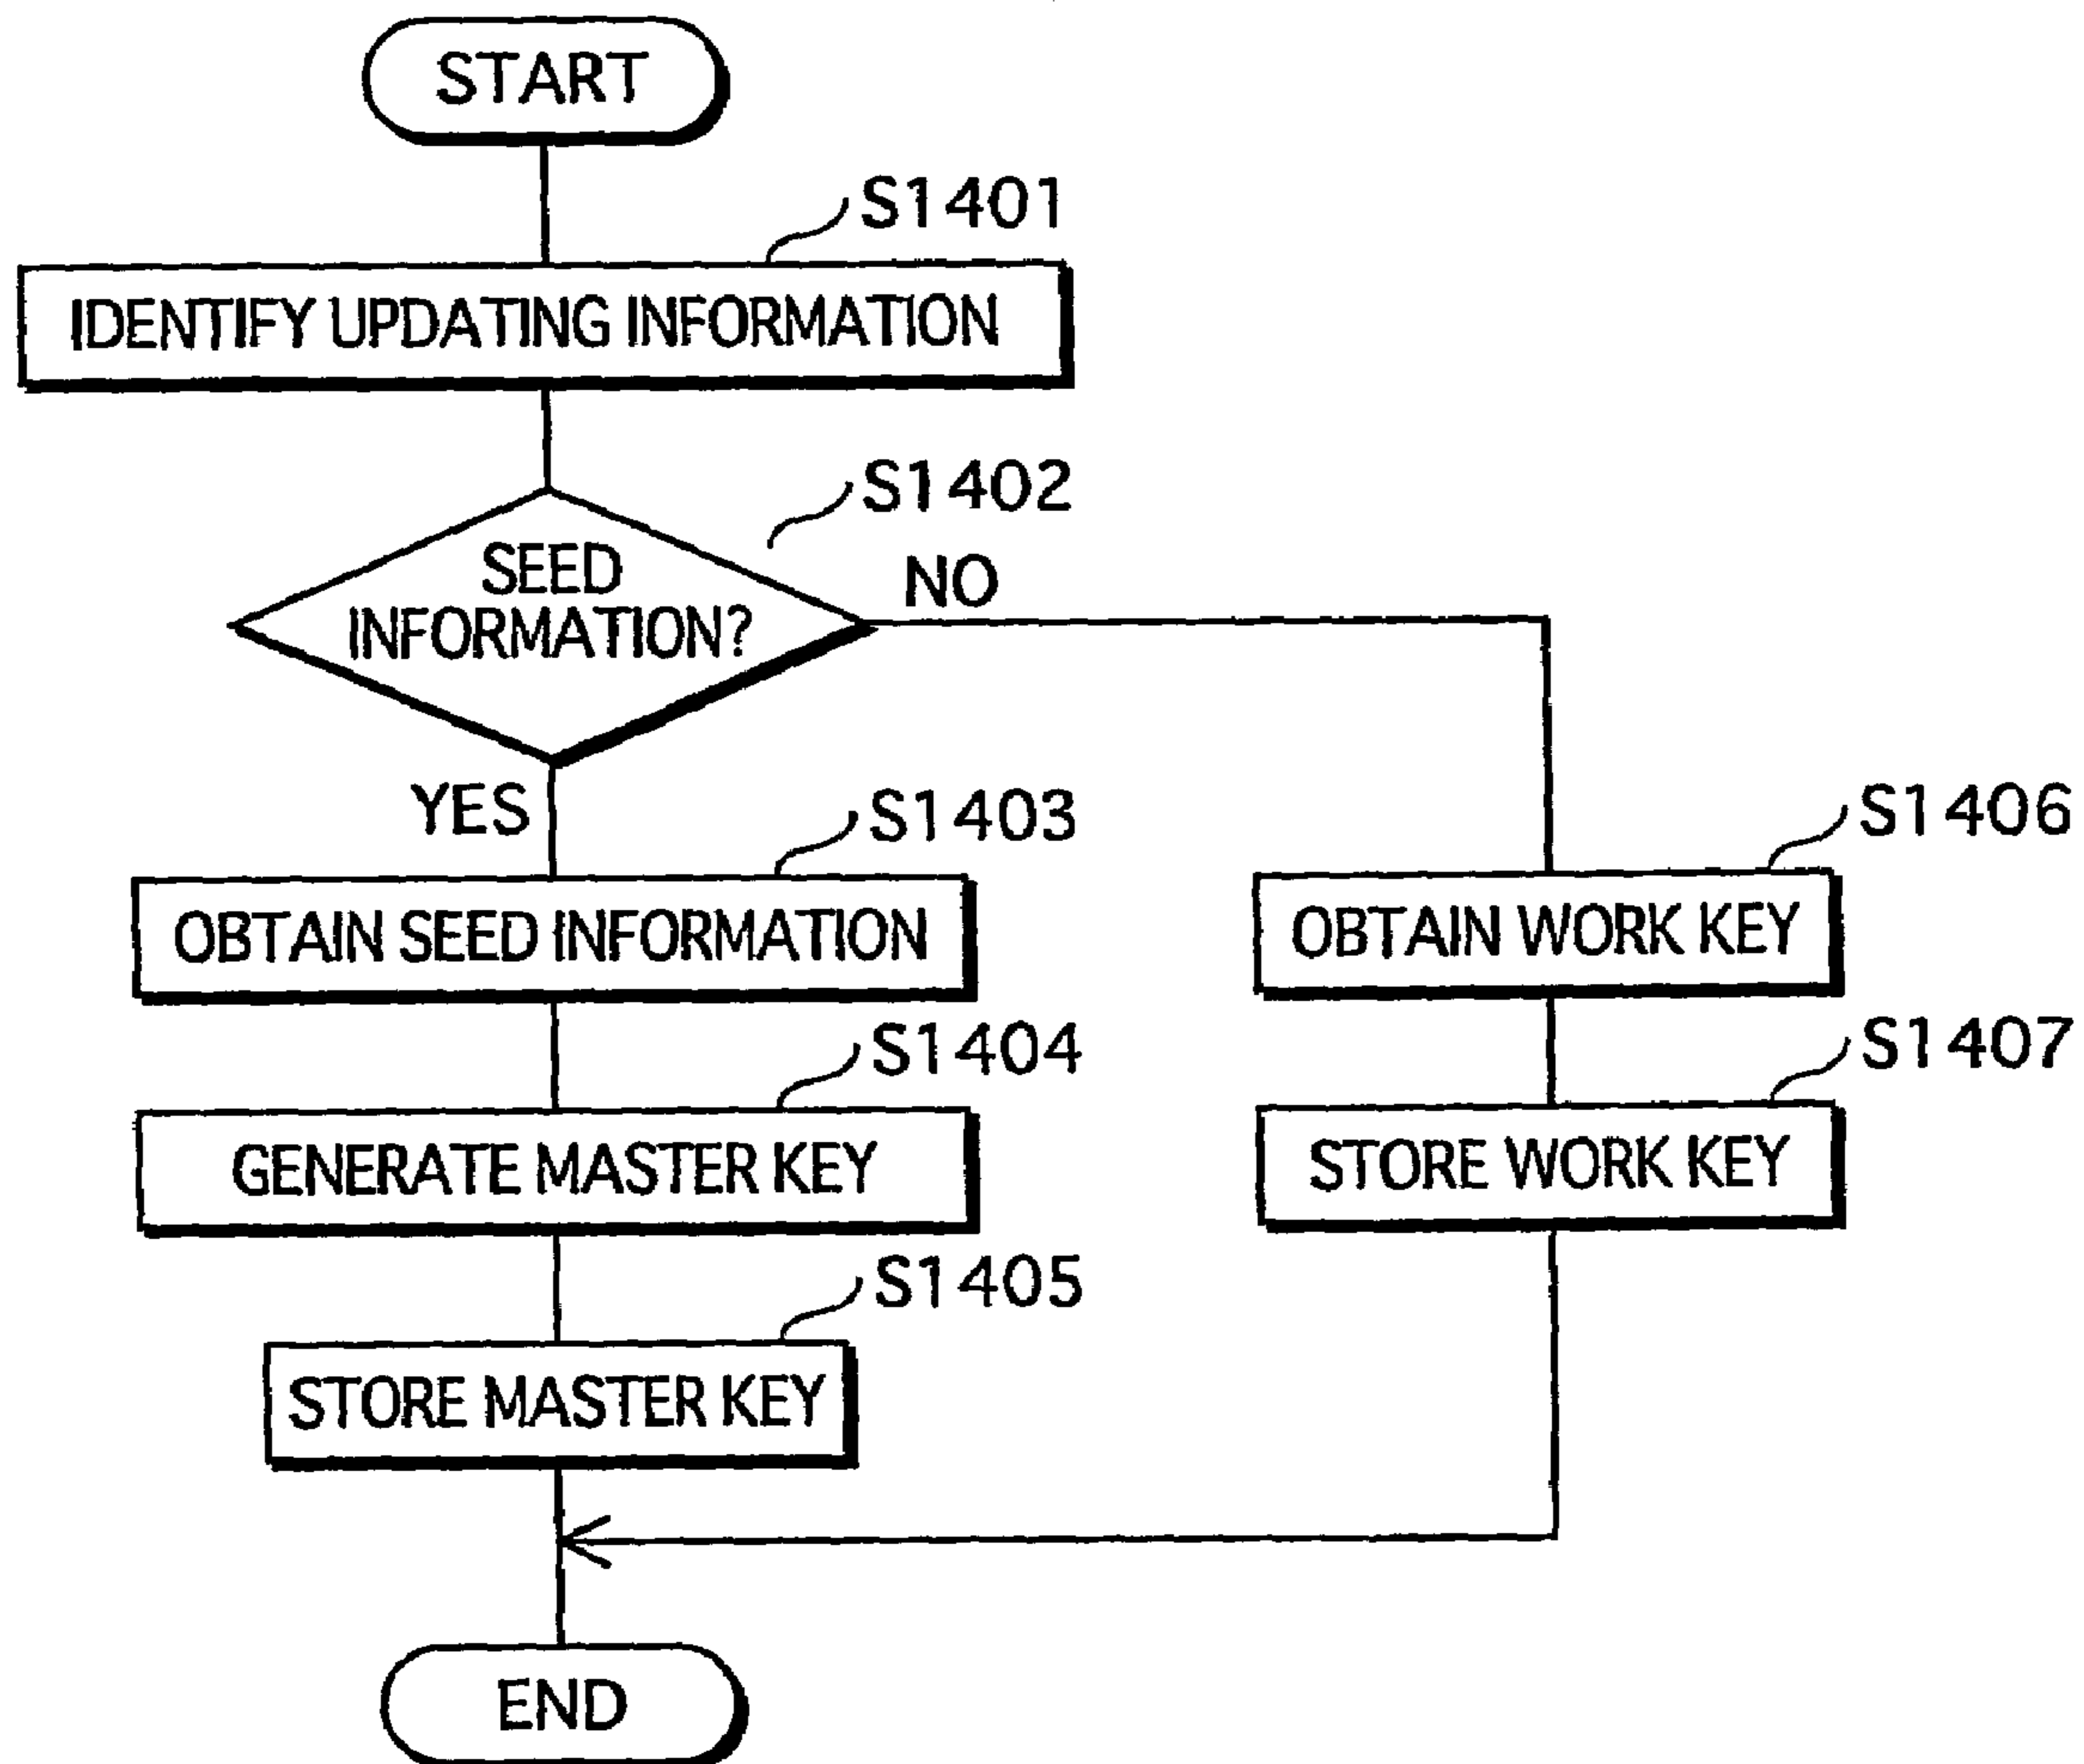 START
S1401
IDENTIFY UPDATING INFORMATION
S1402
SEED
INFORMATION?
NO
YES
S1403
OBTAIN SEED INFORMATION
S1404
GENERATE MASTER KEY
S1405
STORE MASTER KEY
S1406
OBTAIN WORK KEY
S1407
STORE WORK KEY
END